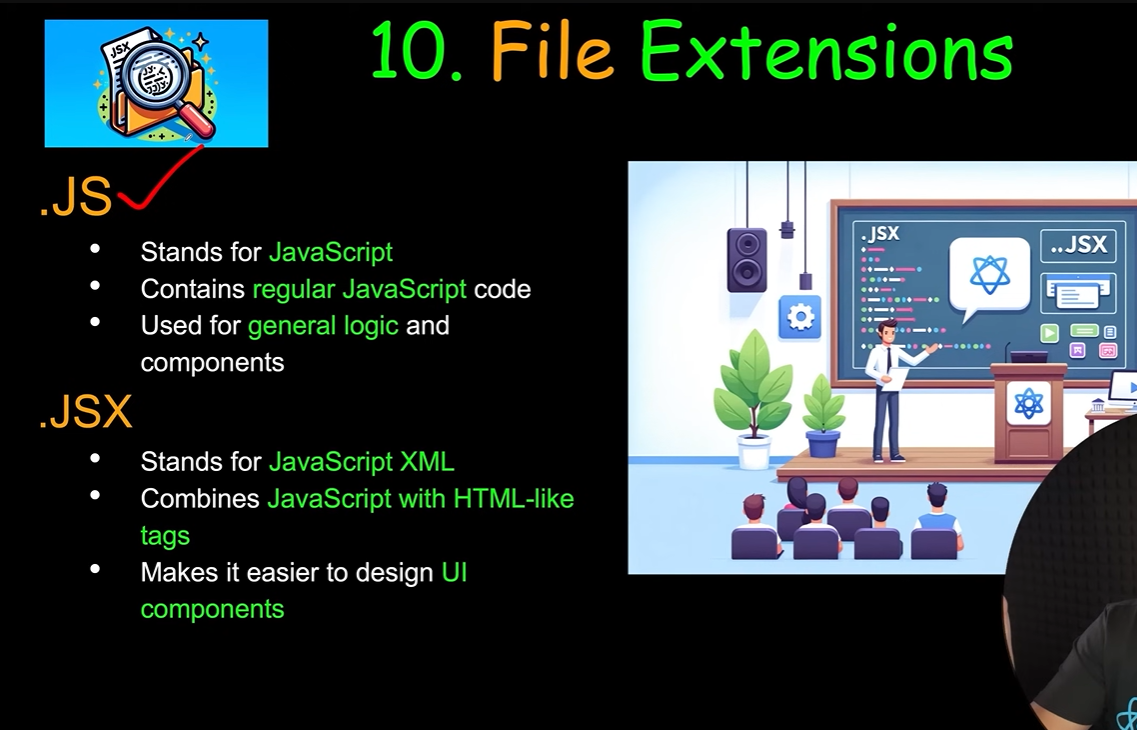 10. File Extensions
JSX
.JS
Stands for JavaScript
Contains regular JavaScript code
Used for general logic and
components
.JSX
Stands for JavaScript XML
Combines JavaScript with HTML-like
tags
Makes it easier to design UI
components
.JSX
..JSX